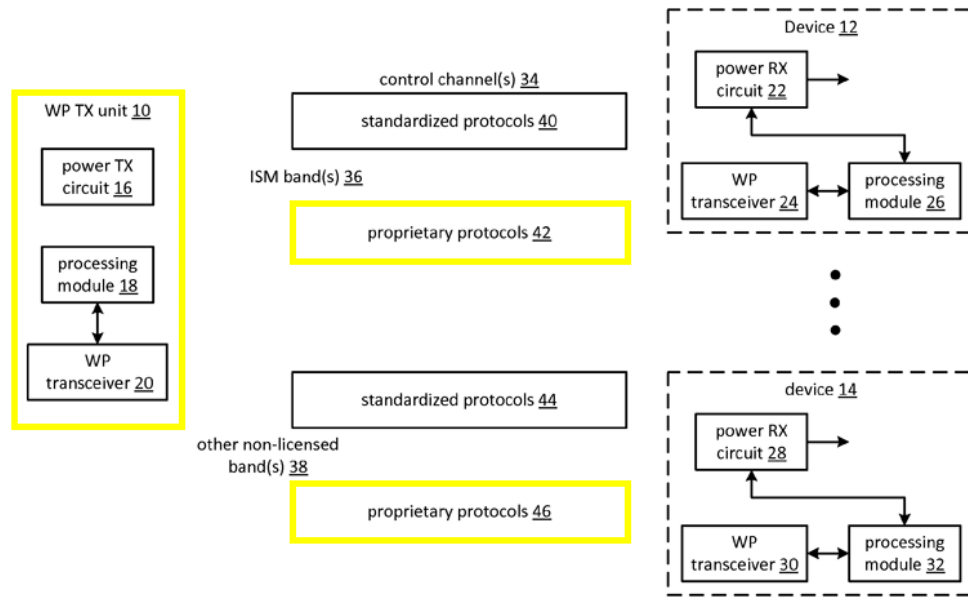 WP TX unit 10
power TX
circuit 16
processing
module 18
WP
transceiver 20
control channel(s) 34
standardized protocols 40
ISM band(s) 36
proprietary protocols 42
standardized protocols 44
other non-licensed
band(s) 38
proprietary protocols 46
Device 12
power RX
circuit 22
WP
transceiver 24
processing
module 26
device 14
power RX
circuit 28
WP
transceiver 30
processing
module 32